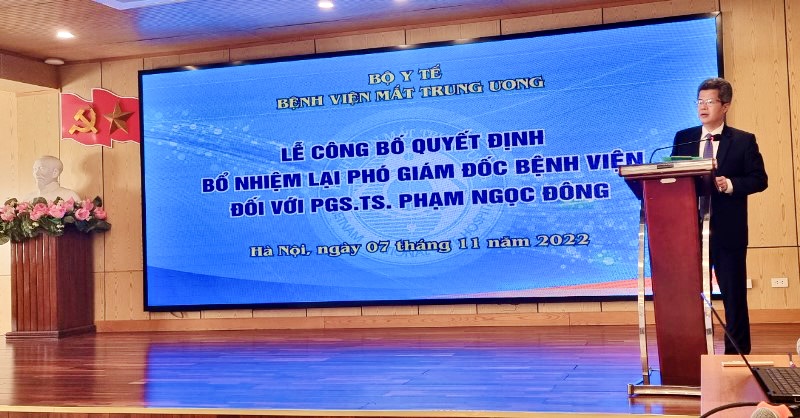 BỘ Y TẾ
BỆNH VIỆN MẮT TRUNG ƯƠNG
LỄ CÔNG BỐ QUYẾT ĐỊNH
BỔ NHIỆM LẠI PHÓ GIÁM ĐỐC BỆNH VIỆN
ĐỐI VỚI PGS.TS. PHẠM NGỌC ĐÔNG
Hà Nội, ngày 07 tháng 11 năm 2022